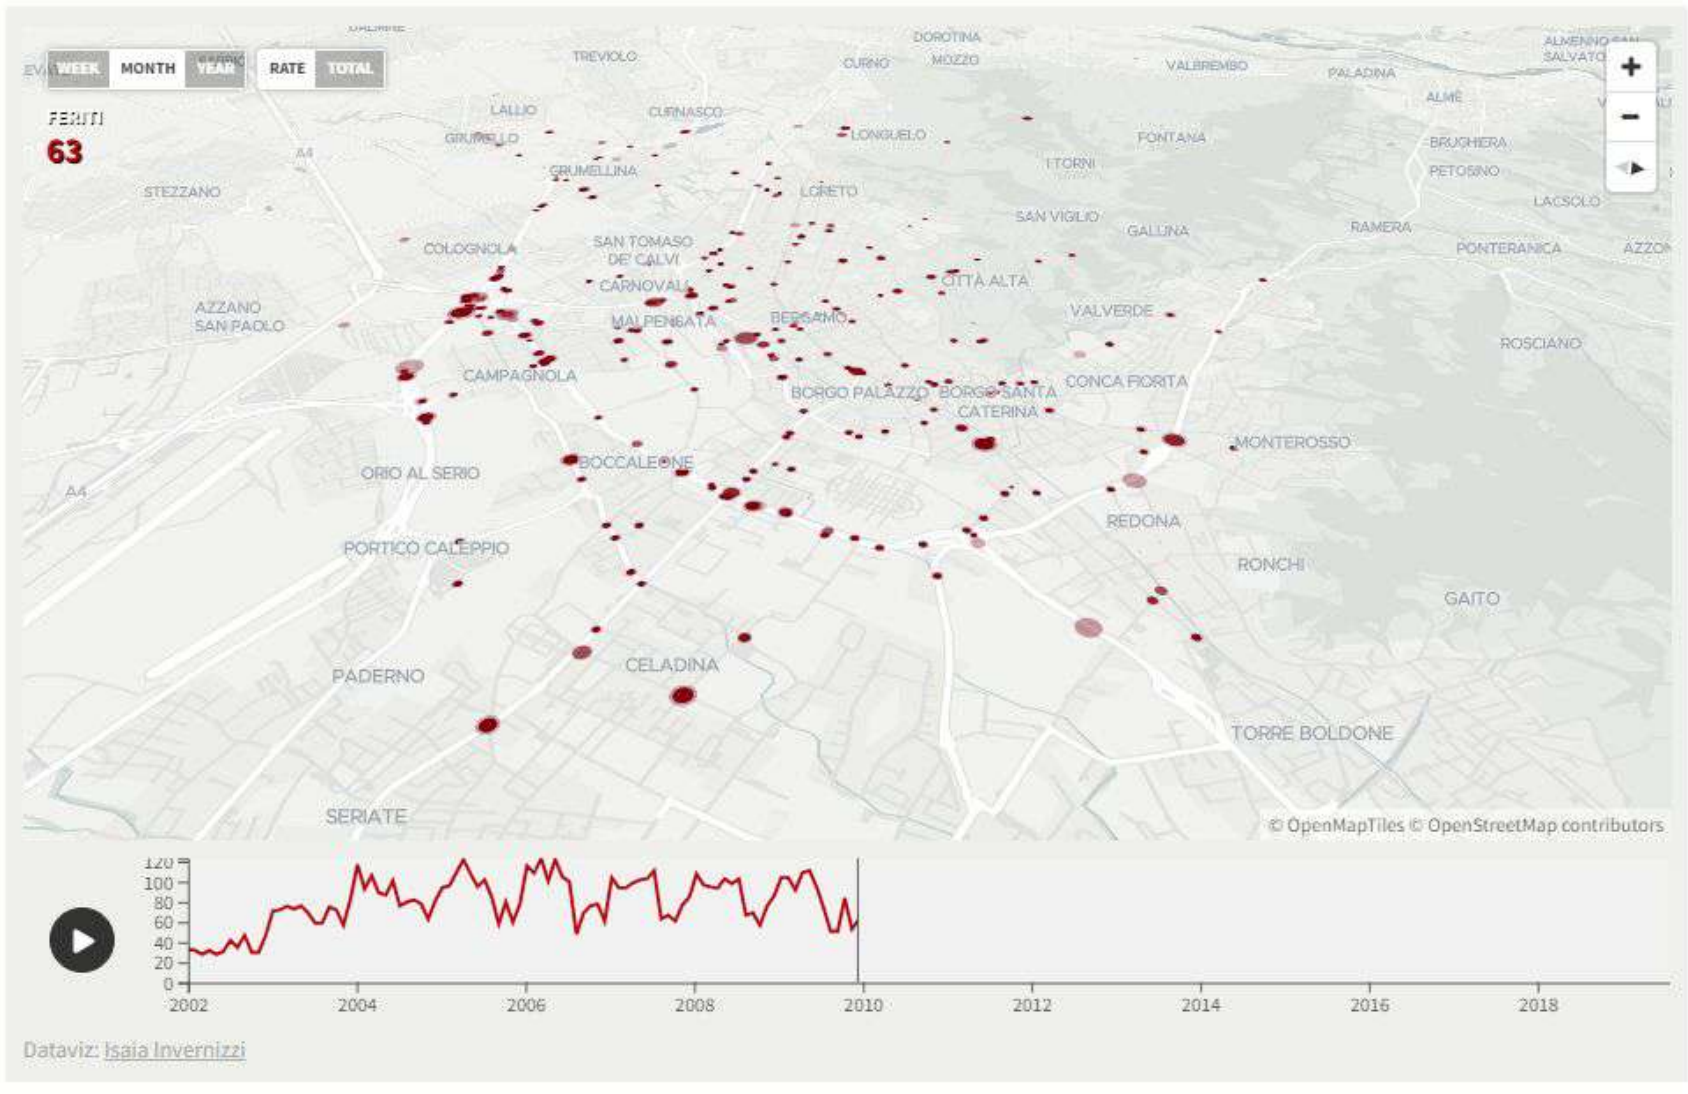 DALMINE
DOROTINA
TREVIOLO
CURNO
MOZZO
VALBREMBO
PALADINA
ALMENNO SAN
SALVATO
WEEK
MONTH
YEAR
RATE
TOTAL
ALMÈ
FERITI
63
LALLIO
CURNASCO
GRUMELLO
LONGUELO
FONTANA
BRUGHIERA
A4
GRUMELLINA
I TORNI
PETOSINO
STEZZANO
LORETO
LACSOLO
SAN VIGILIO
GALLINA
RAMERA
COLOGNOLA
SAN TOMASO
DE' CALVI
PONTERANICA
AZZON
CARNOVALI
CITTÀ ALTA
AZZANO
SAN PAOLO
MALPENSATA
BERGAMO
VALVERDE
ROSCIANO
CAMPAGNOLA
BORGO PALAZZO
BORGO SANTA
CATERINA
CONCA FIORITA
MONTEROSSO
BOCCALEONE
ORIO AL SERIO
A4
REDONA
PORTICO CALEPPIO
RONCHI
GAITO
CELADINA
PADERNO
TORRE BOLDONE
SERIATE
© OpenMapTiles © OpenStreetMap contributors
120
100
80
60
40
20
0
2002 2004 2006 2008 2010 2012 2014 2016 2018
Dataviz: Isaia Invernizzi